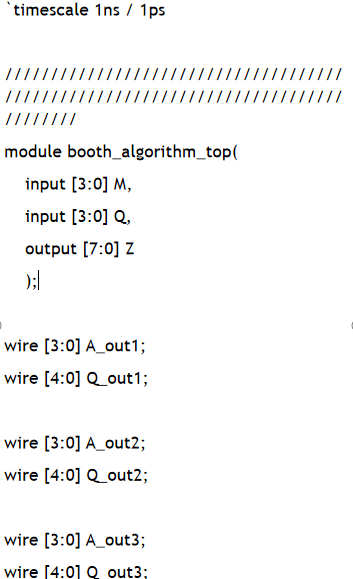 `timescale 1ns / 1ps
/////////////////////////////////////
/////////////////////////////////////
////////
module booth_algorithm_top(
input [3:0] M,
input [3:0] Q,
output [7:0] Z
);
wire [3:0] A_out1;
wire [4:0] Q_out1;
wire [3:0] A_out2;
wire [4:0] Q_out2;
wire [3:0] A_out3;
wire [4:0] Q_out3;